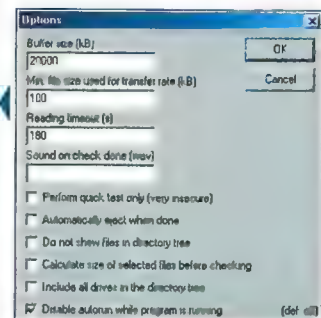 Options
Buffer size (kB)
OK
20000
Min. file size used for transfer rate (kB)
Cancel
100
Reading timeout (s)
180
Sound on check done (wav)
Perform quick test only (very insecure)
Automatically eject when done
Do not show files in directory tree
Calculate size of selected files before checking
Include all drives in the directory tree
Disable autorun while program is running
(def. all)